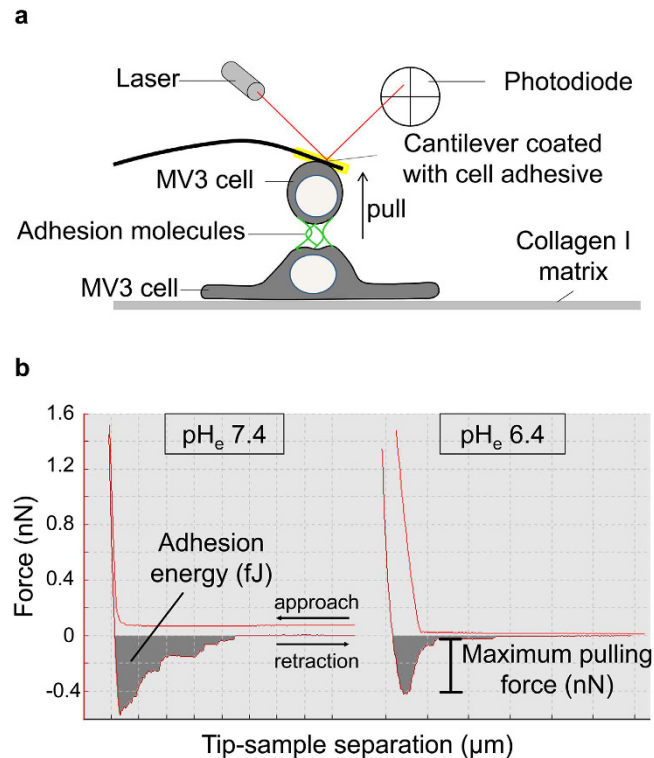 a
Laser
Photodiode
Cantilever coated
with cell adhesive
MV3 cell
pull
Adhesion molecules
Collagen I
matrix
MV3 cell
b
1.6
pHe 7.4
pHe 6.4
1.2
Adhesion
energy (fJ)
0.8
Force (nN)
0.4
approach
0
retraction
Maximum pulling
force (nN)
-0.4
Tip-sample separation (µm)